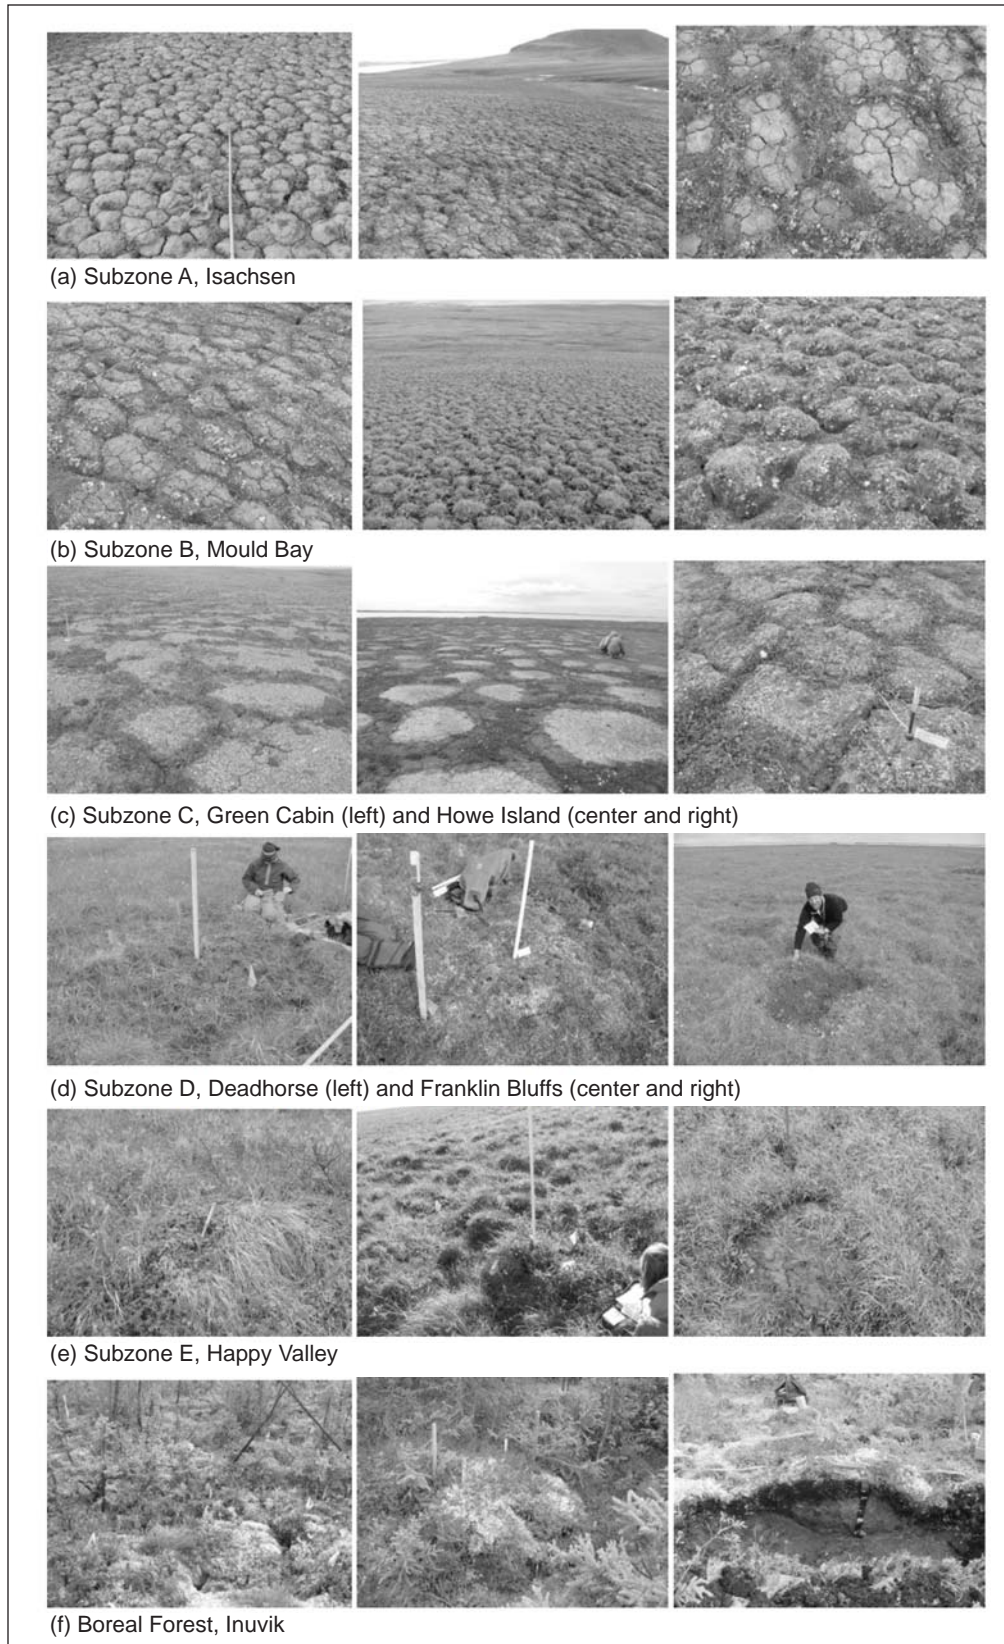 (a) Subzone A, Isachsen
(b) Subzone B, Mould Bay
(c) Subzone C, Green Cabin (left) and Howe Island (center and right)
(d) Subzone D, Deadhorse (left) and Franklin Bluffs (center and right)
(e) Subzone E, Happy Valley
(f) Boreal Forest, Inuvik